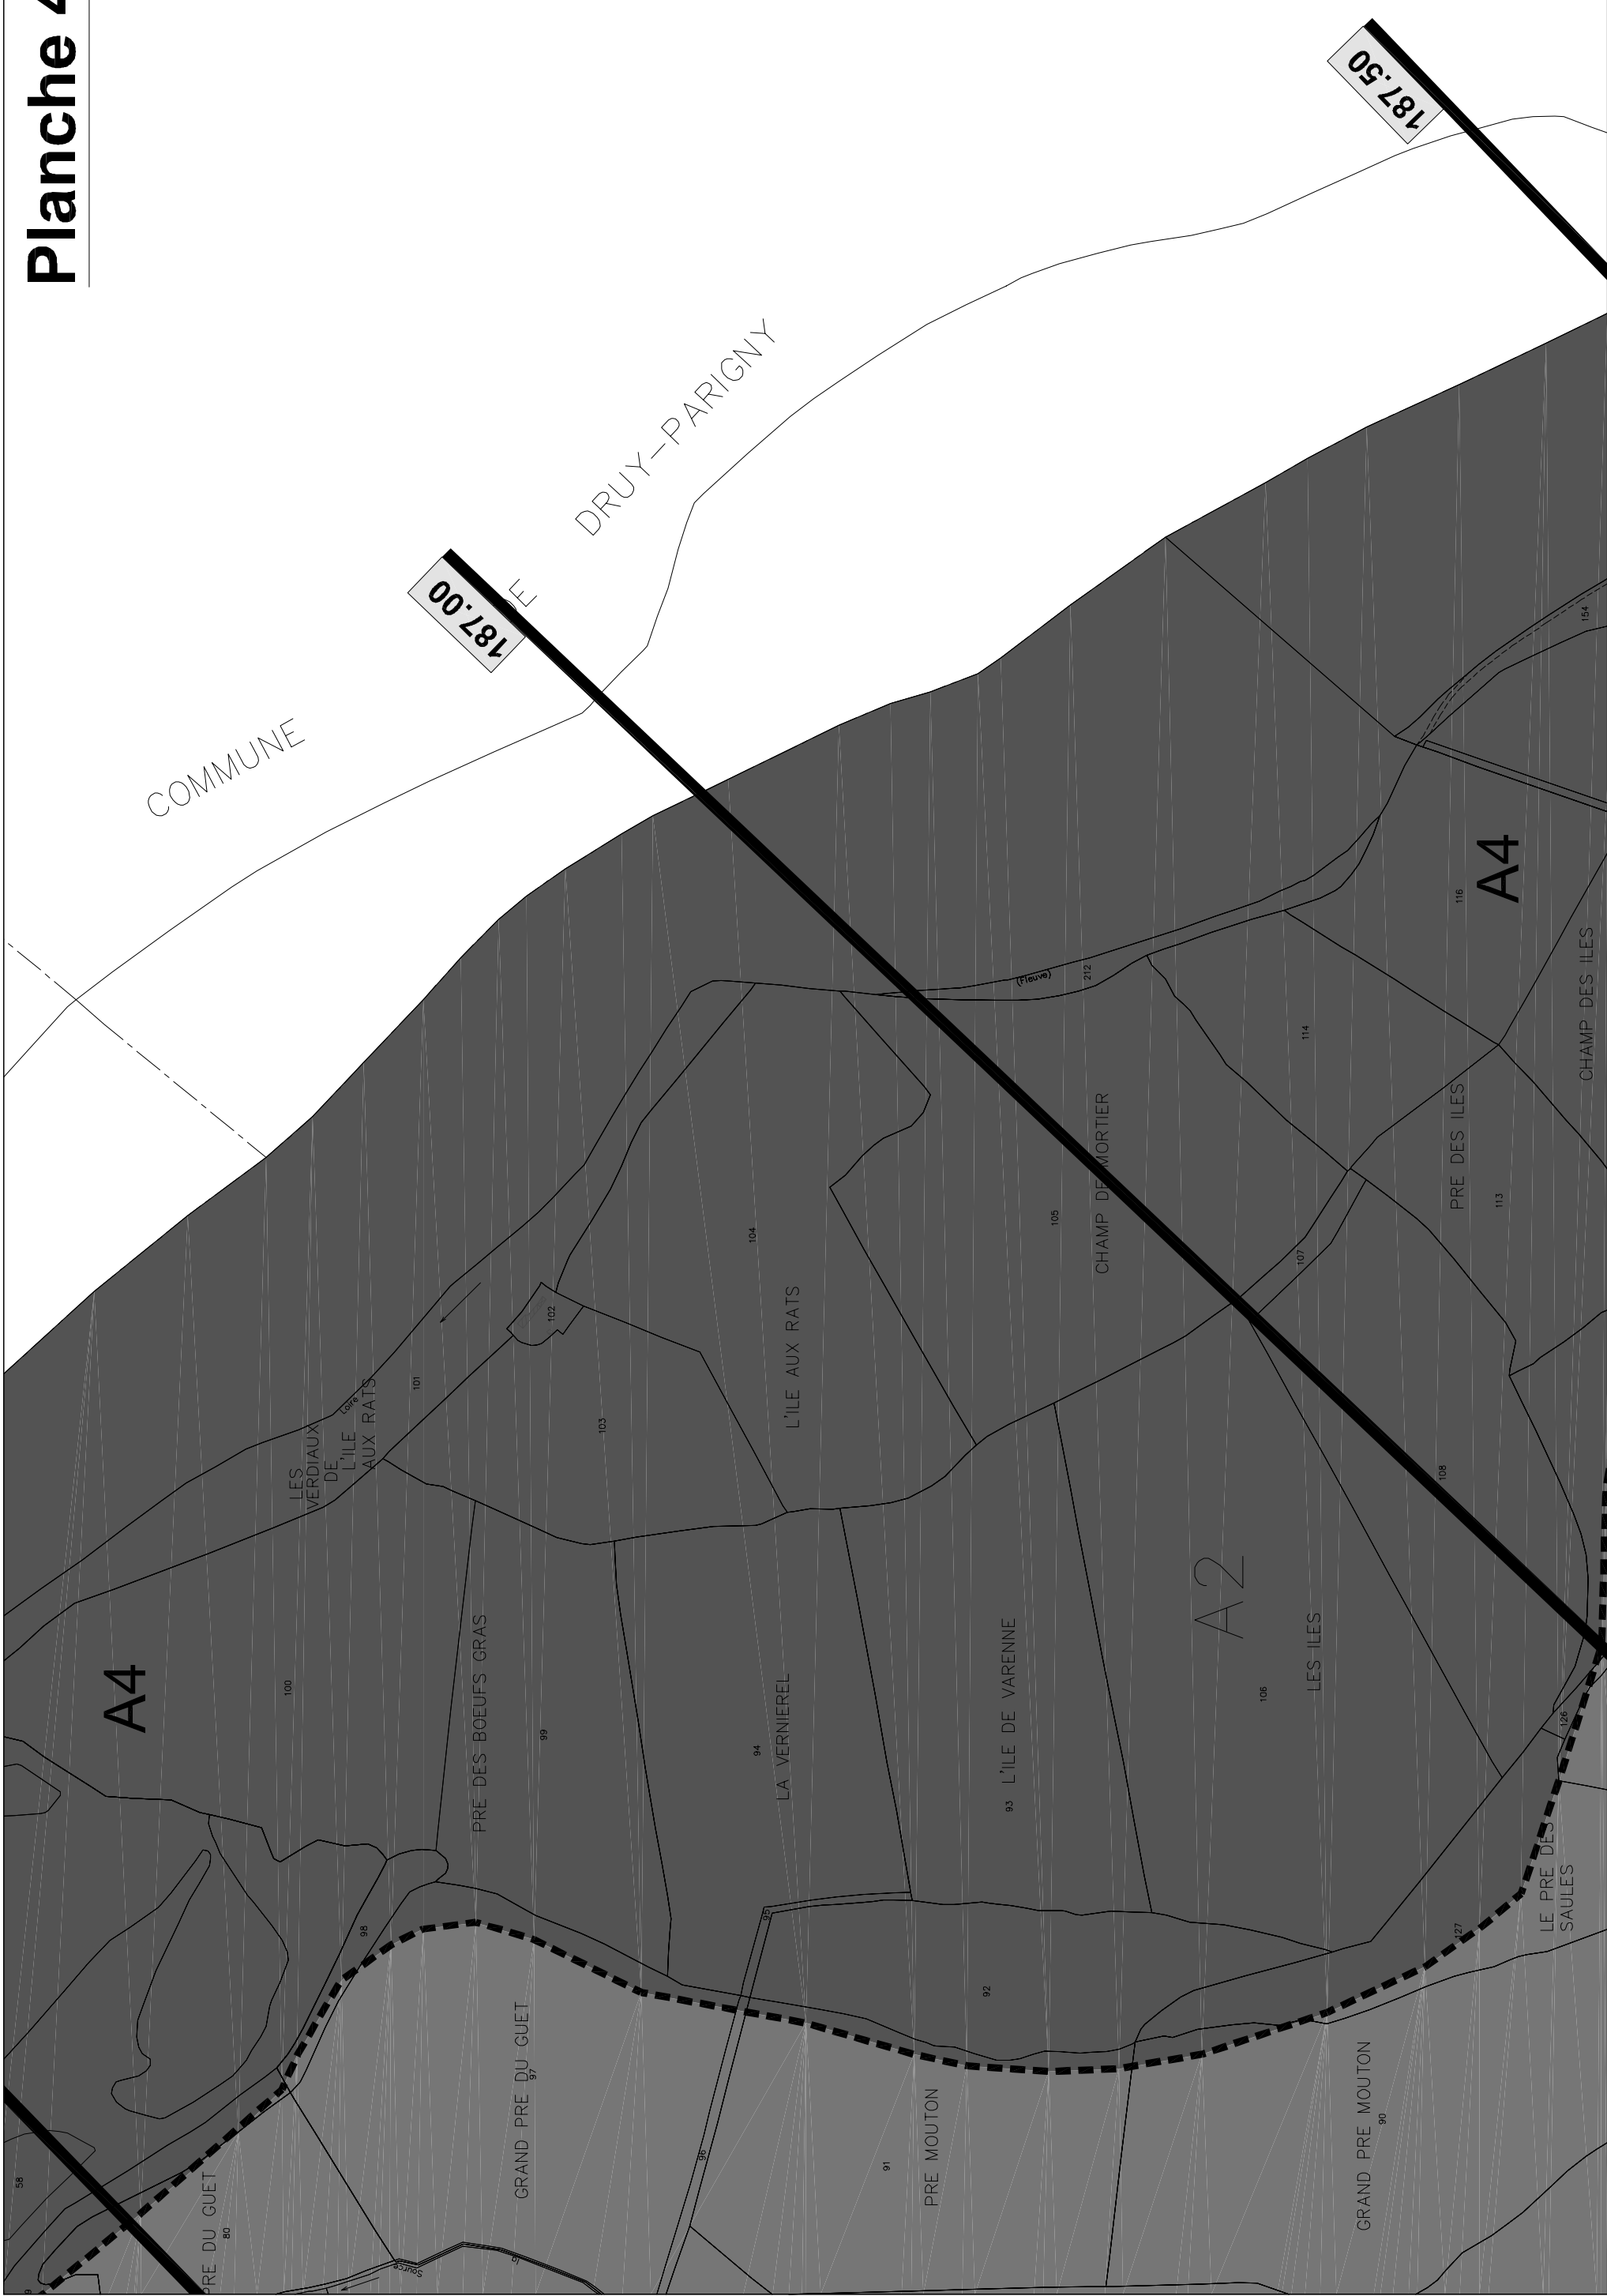 Planche 4
187.50
187.00
COMMUNE
DE
DRUY-PARIGNY
LES
VERDIAUX
DE
L'ILE
AUX RATS
Loire
101
102
103
104
L'ILE AUX RATS
105
CHAMP DE MORTIER
(Fleuve)
212
154
116
A4
CHAMP DES ILES
114
PRE DES ILES
113
107
108
A4
100
PRE DES BOEUFS GRAS
99
94
LA VERNIEREL
93
L'ILE DE VARENNE
A2
106
LES ILES
126
LE PRE DES
SAULES
127
98
95
92
58
PRE DU GUET
80
GRAND PRE DU GUET
97
96
91
PRE MOUTON
GRAND PRE MOUTON
90
Source